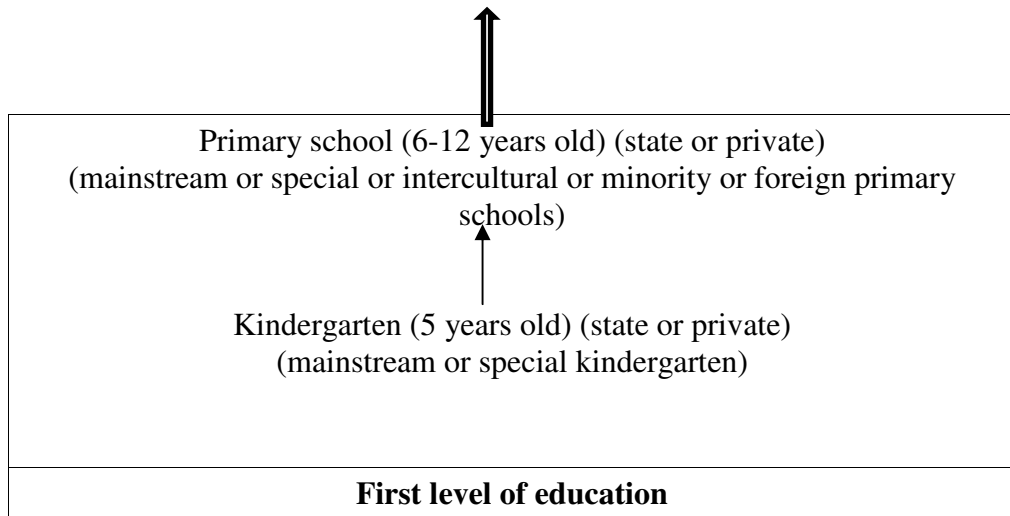 Primary school (6-12 years old) (state or private)
(mainstream or special or intercultural or minority or foreign primary
schools)
Kindergarten (5 years old) (state or private)
(mainstream or special kindergarten)
First level of education